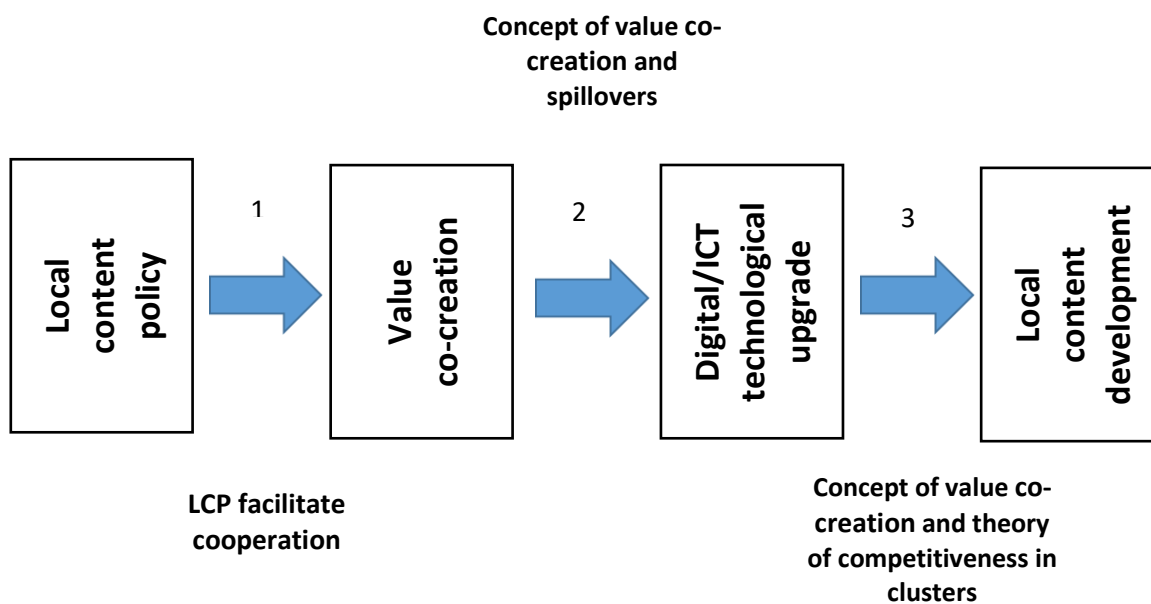 Concept of value co-
creation and
spillovers
Local
content
policy
1
Value
co-creation
2
Digital/ICT
technological
upgrade
3
Local
content
development
LCP facilitate
cooperation
Concept of value co-
creation and theory
of competitiveness in
clusters